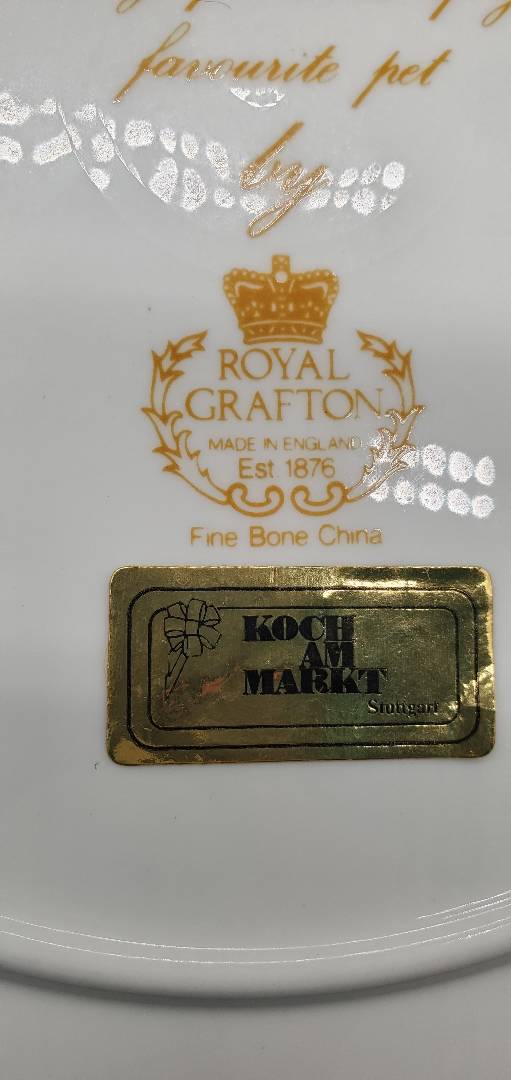 favourite pet
by
ROYAL
GRAFTON
MADE IN ENGLAND
Est 1876
Fine Bone China
KOCH
AM
MARKT
Stuttgart